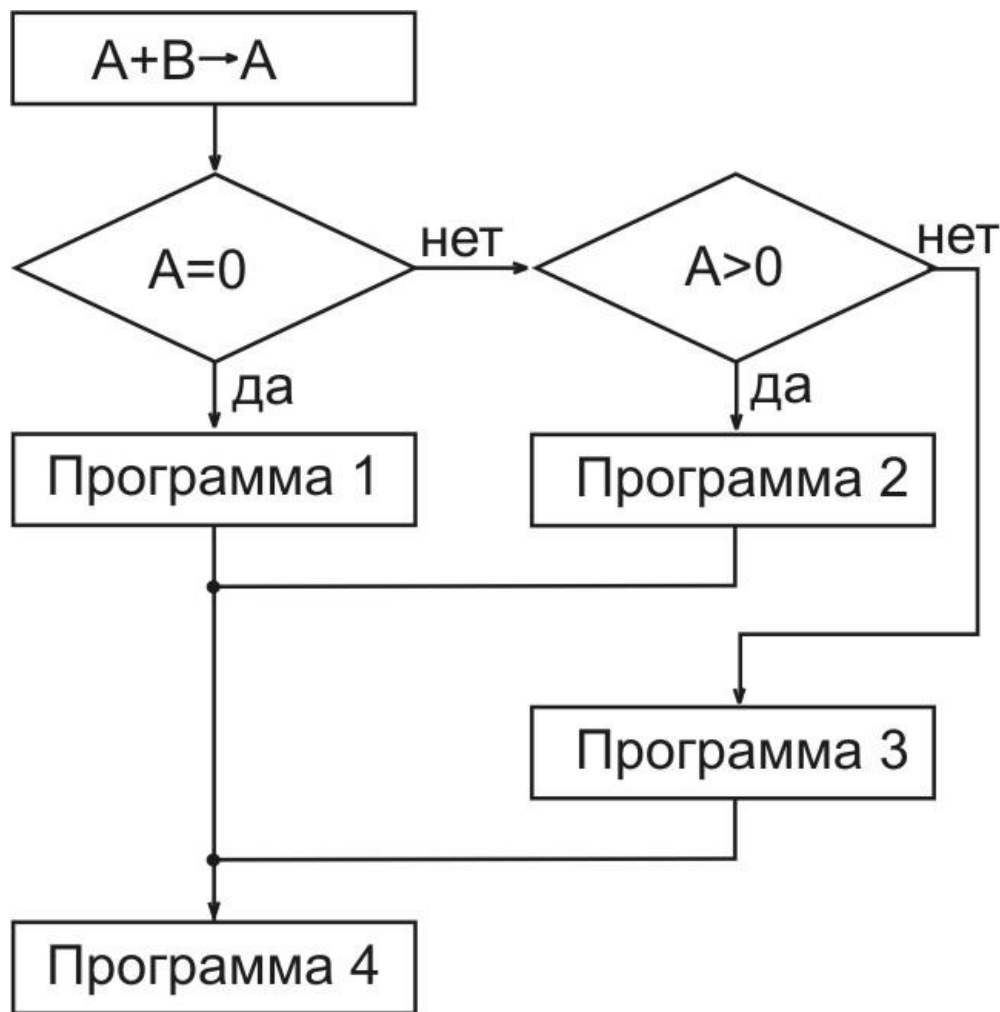 А+В→А
А=0
нет
А>0
нет
да
да
Программа 1
Программа 2
Программа 3
Программа 4